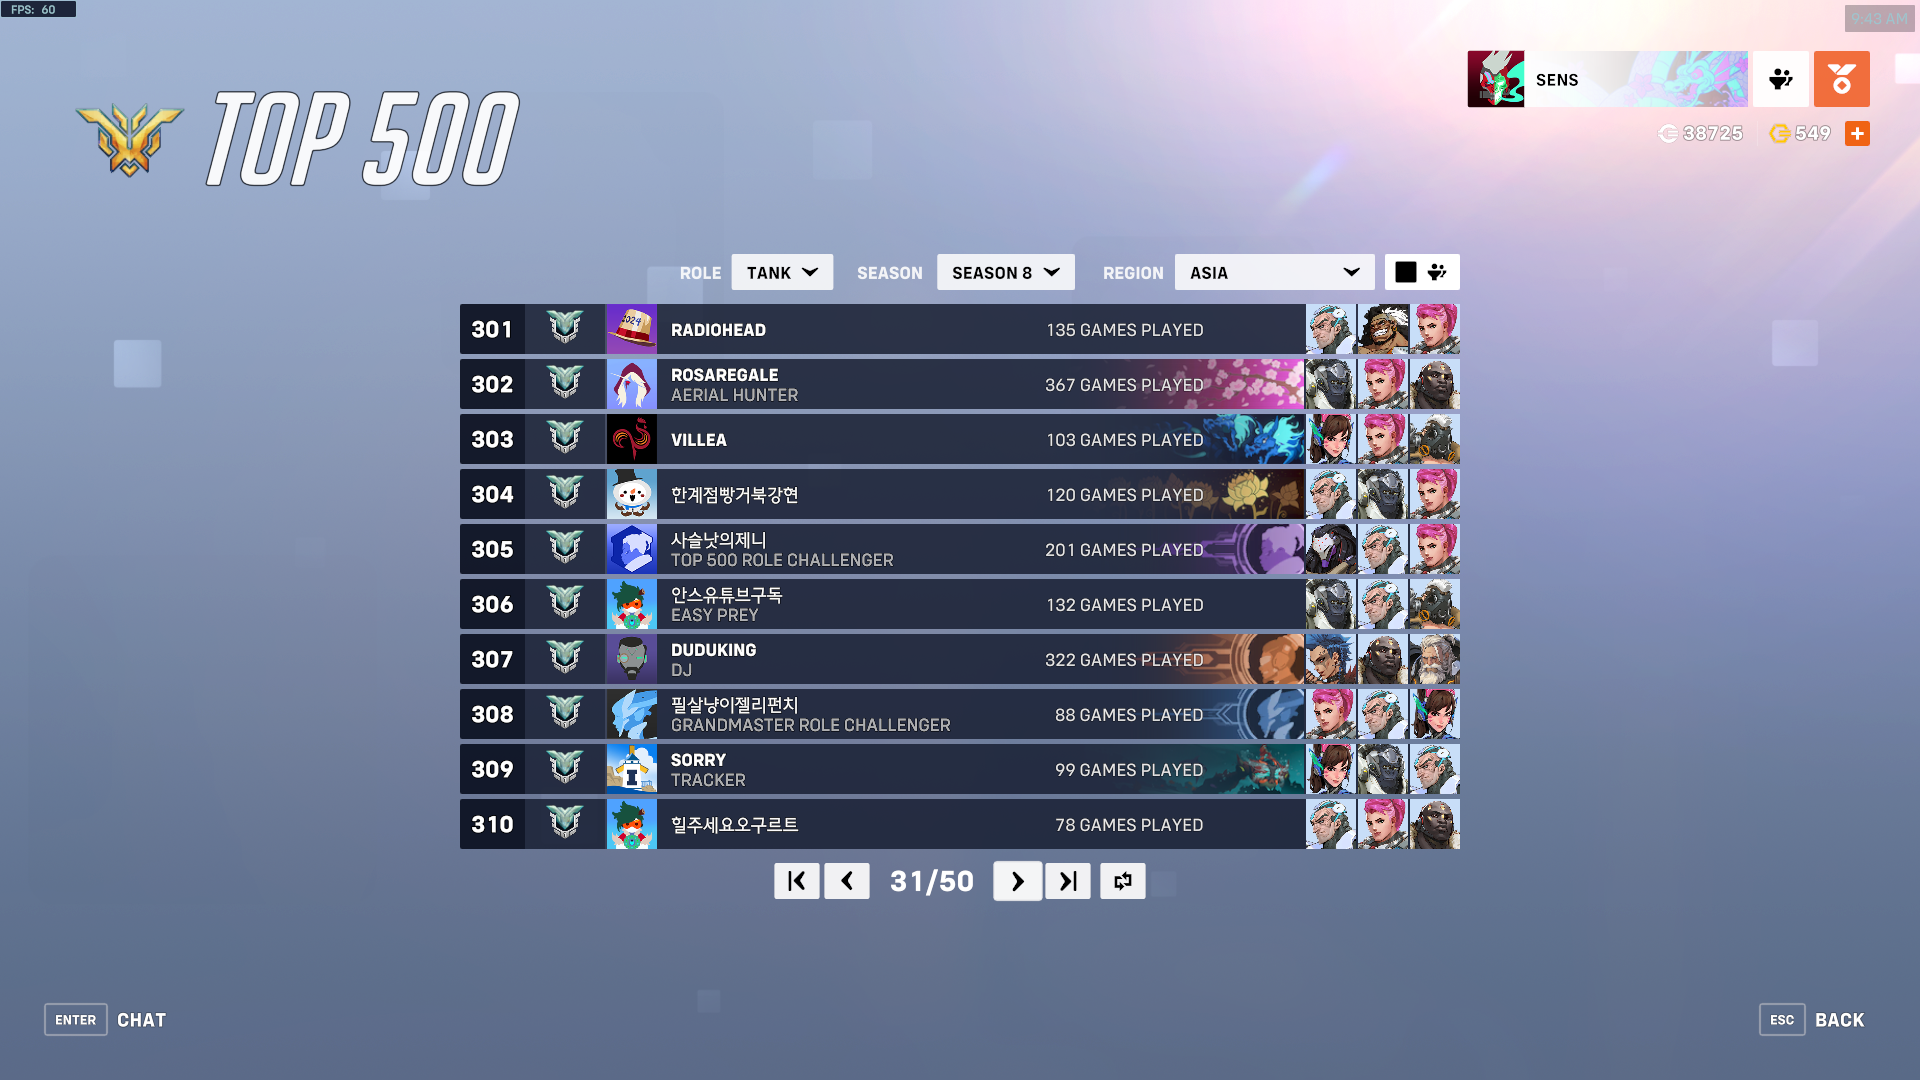 FPS: 60
9:43 AM
TOP 500
SENS
38725
549
ROLE TANK SEASON SEASON 8 REGION ASIA
301 2024 RADIOHEAD 135 GAMES PLAYED
302 ROSAREGALE 367 GAMES PLAYED
AERIAL HUNTER
303 VILLEA 103 GAMES PLAYED
304 한계점빵거북강현 120 GAMES PLAYED
305 사슬낫의제니 201 GAMES PLAYED
TOP 500 ROLE CHALLENGER
306 안스유튜브구독 132 GAMES PLAYED
EASY PREY
307 DUDUKING 322 GAMES PLAYED
DJ
308 필살냥이젤리펀치 88 GAMES PLAYED
GRANDMASTER ROLE CHALLENGER
309 SORRY 99 GAMES PLAYED
TRACKER
310 힐주세요오구르트 78 GAMES PLAYED
31/50
ENTER CHAT
ESC BACK